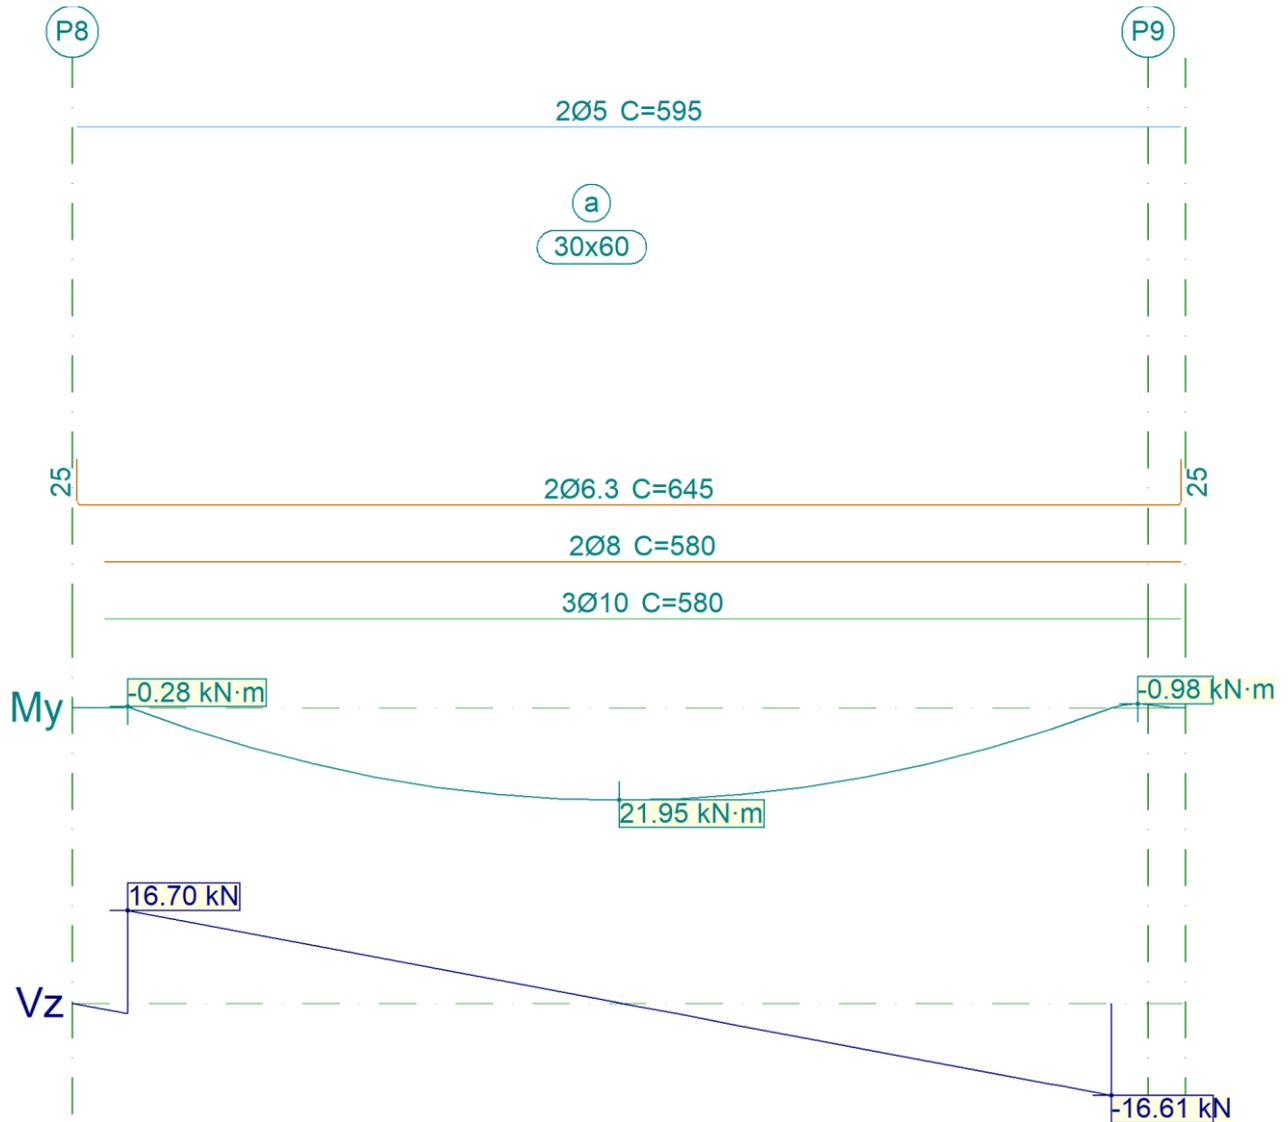 P8
P9
2Ø5 C=595
a
30x60
25
2Ø6.3 C=645
25
2Ø8 C=580
3Ø10 C=580
My
-0.28 kN·m
-0.98 kN·m
21.95 kN·m
16.70 kN
Vz
-16.61 kN